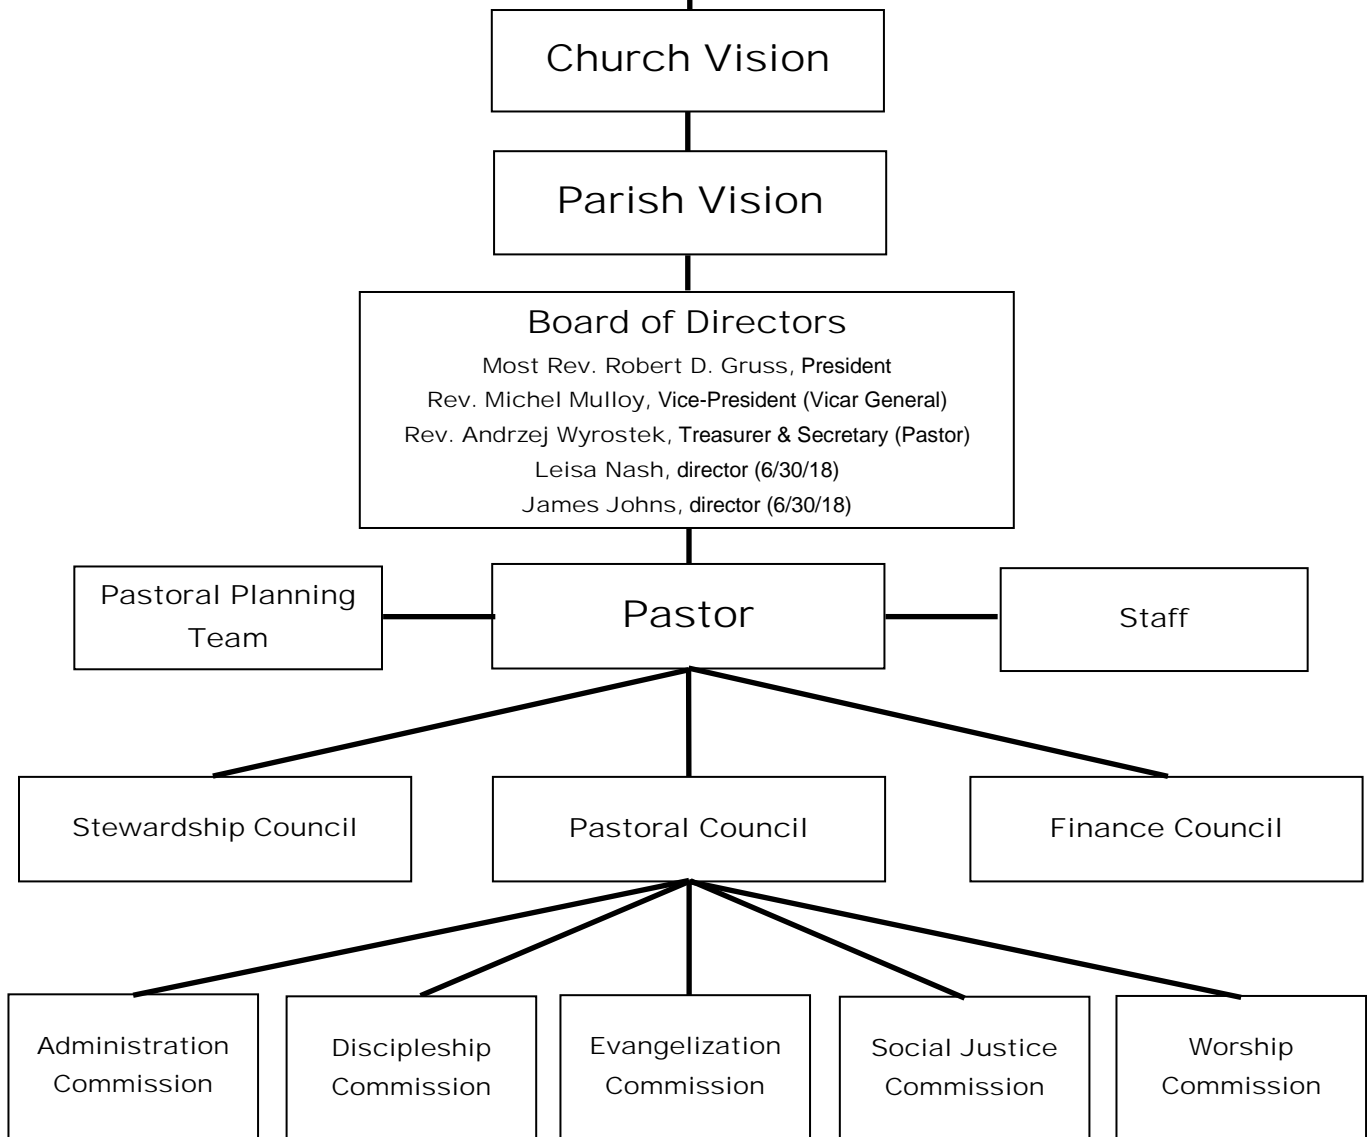 Church Vision
Parish Vision
Board of Directors
Most Rev. Robert D. Gruss, President
Rev. Michel Mulloy, Vice-President (Vicar General)
Rev. Andrzej Wyrostek, Treasurer & Secretary (Pastor)
Leisa Nash, director (6/30/18)
James Johns, director (6/30/18)
Pastoral Planning
Team
Pastor
Staff
Stewardship Council
Pastoral Council
Finance Council
Administration
Commission
Discipleship
Commission
Evangelization
Commission
Social Justice
Commission
Worship
Commission